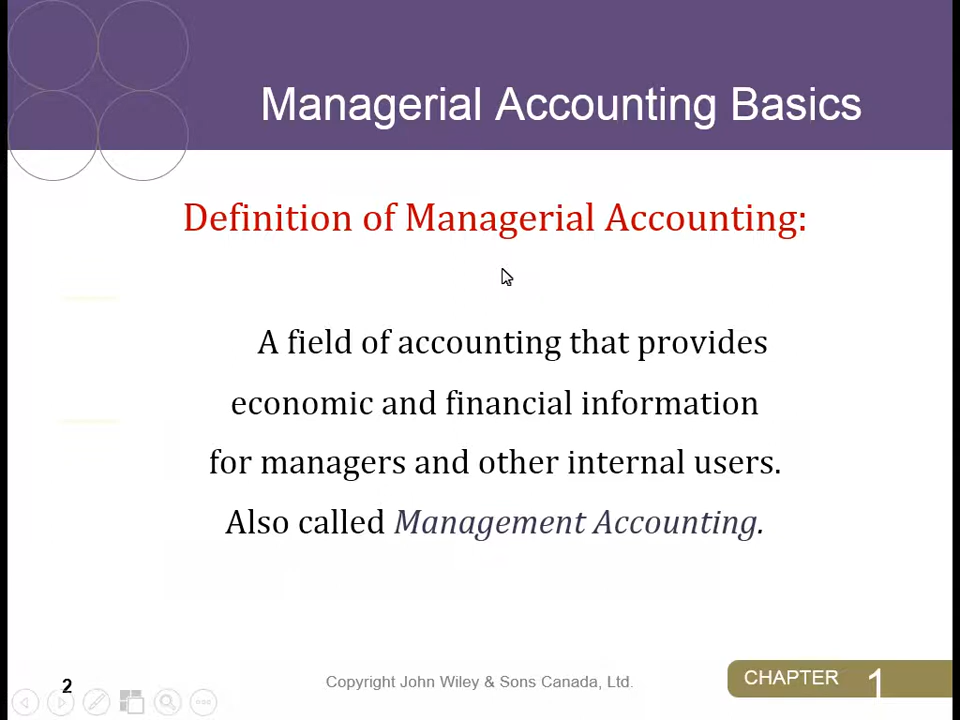 Managerial Accounting Basics
Definition of Managerial Accounting:
A field of accounting that provides
economic and financial information
for managers and other internal users.
Also called Management Accounting.
2
Copyright John Wiley & Sons Canada, Ltd.
CHAPTER 1